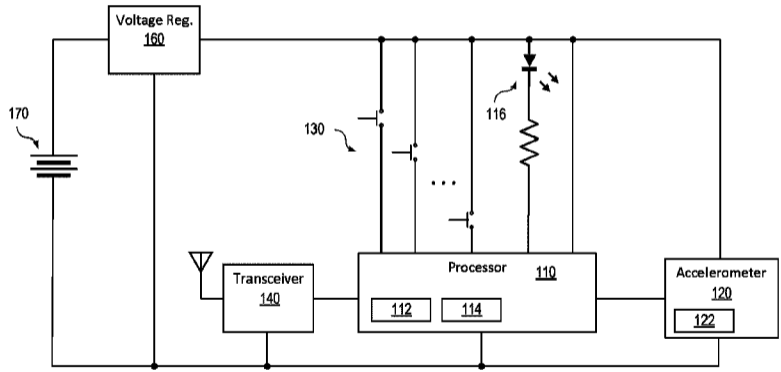 Voltage Reg.
160
170
130
116
...
Transceiver
140
Processor
110
112
114
Accelerometer
120
122